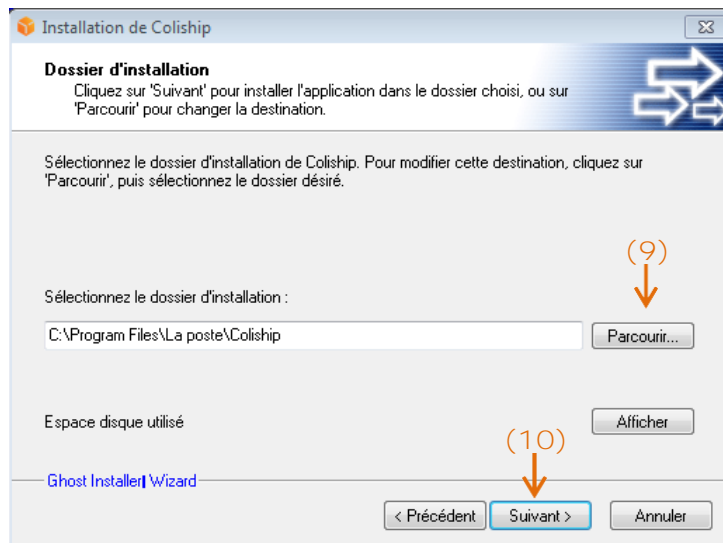 Installation de Coliship
Dossier d'installation
Cliquez sur 'Suivant' pour installer l'application dans le dossier choisi, ou sur
'Parcourir' pour changer la destination.
Sélectionnez le dossier d'installation de Coliship. Pour modifier cette destination, cliquez sur
'Parcourir', puis sélectionnez le dossier désiré.
(9)
Sélectionnez le dossier d'installation :
C:\Program Files\La poste\Coliship
Parcourir...
Espace disque utilisé
Afficher
(10)
Ghost Installer Wizard
< Précédent
Suivant >
Annuler